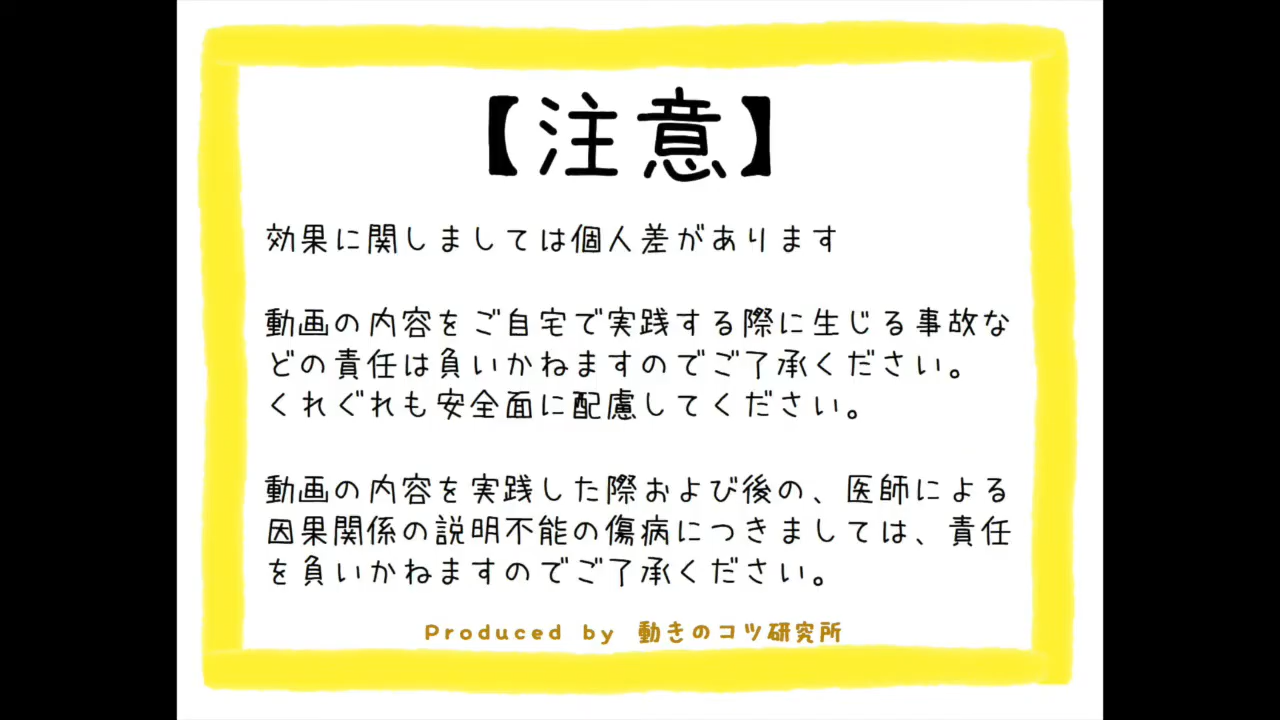 【注意】
効果に関しましては個人差があります
動画の内容をご自宅で実践する際に生じる事故な
どの責任は負いかねますのでご了承ください。
くれぐれも安全面に配慮してください。
動画の内容を実践した際および後の、医師による
因果関係の説明不能の傷病につきましては、責任
を負いかねますのでご了承ください。
Produced by 動きのコツ研究所